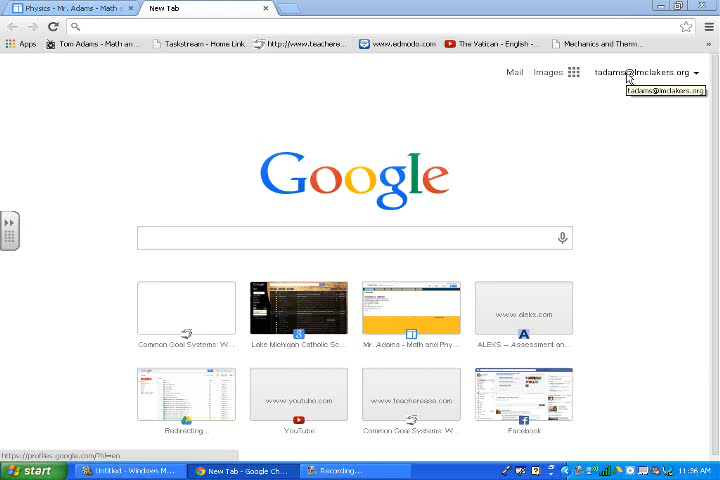 Physics - Mr. Adams - Math
New Tab
Apps
Tom Adams - Math an...
Taskstream - Home Link
http://www.teachere...
www.edmodo.com
The Vatican - English -...
Mechanics and Therm...
Mail Images
tadams@lmclakers.org
tadams@lmclakers.org
Google
www.aleks.com
Common Goal Systems: W...
Lake Michigan Catholic Sc...
Mr. Adams - Math and Phy...
ALEKS -- Assessment an...
www.youtube.com
www.teacherease.com
Redirecting...
YouTube
Common Goal Systems: W...
Facebook
https://profiles.google.com/?hl=en
start
Untitled - Windows M...
New Tab - Google Ch...
Recording...
11:36 AM